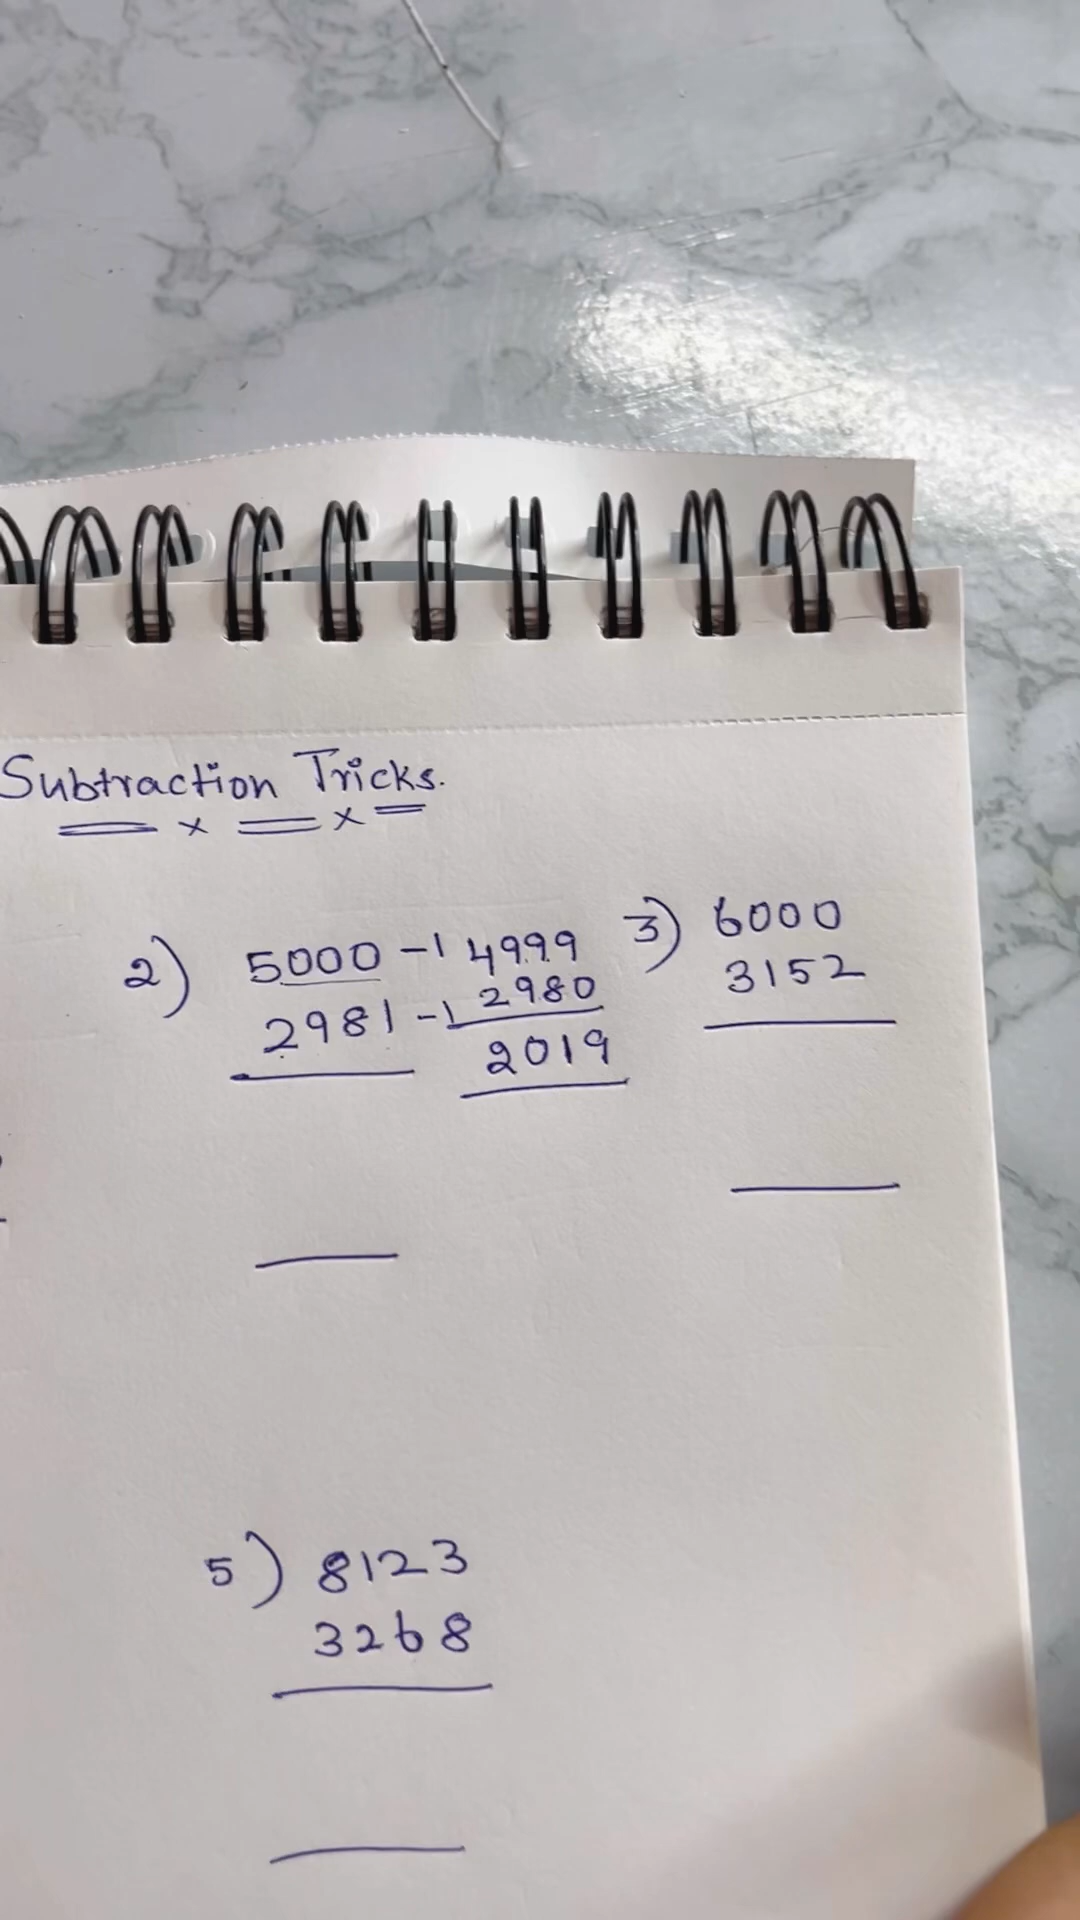 Subtraction Tricks.
2) 5000 -1 4999
2981 -1 2980
2019
3) 6000
3152
5) 8123
3268